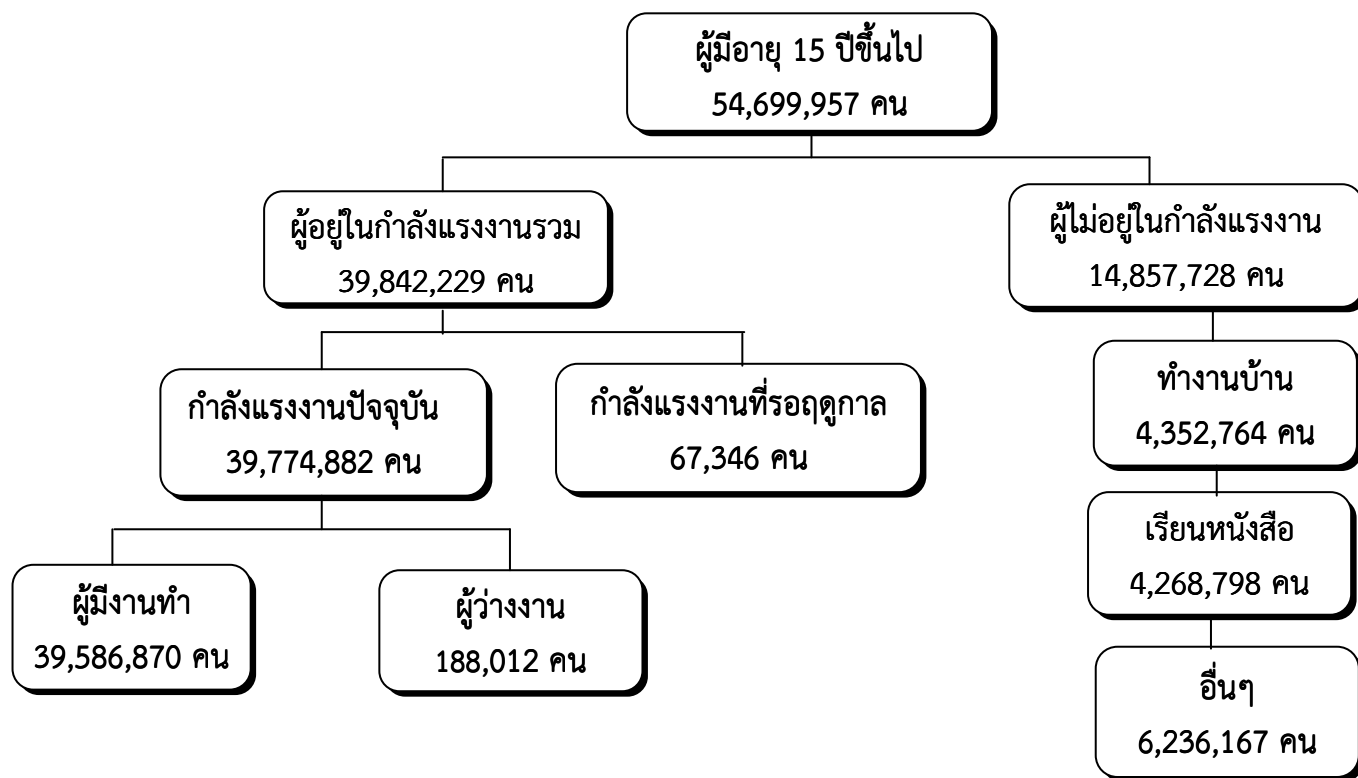 ผู้มีอายุ 15 ปีขึ้นไป
54,699,957 คน
ผู้อยู่ในกำลังแรงงานรวม
39,842,229 คน
ผู้ไม่อยู่ในกำลังแรงงาน
14,857,728 คน
กำลังแรงงานปัจจุบัน
39,774,882 คน
กำลังแรงงานที่รอฤดูกาล
67,346 คน
ทำงานบ้าน
4,352,764 คน
เรียนหนังสือ
4,268,798 คน
ผู้มีงานทำ
39,586,870 คน
ผู้ว่างงาน
188,012 คน
อื่นๆ
6,236,167 คน